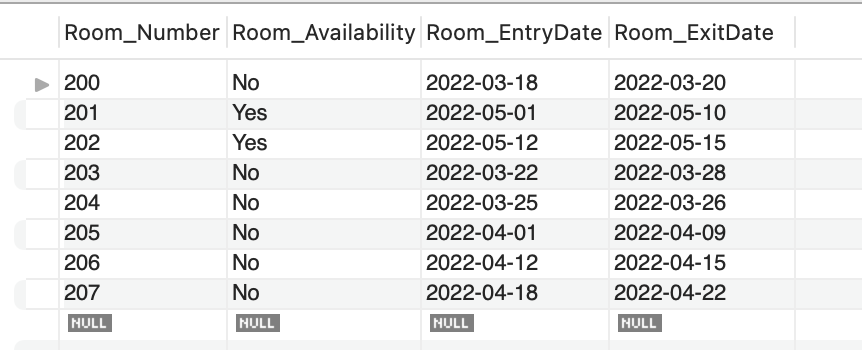 Room_Number Room_Availability Room_EntryDate Room_ExitDate
200 No 2022-03-18 2022-03-20
201 Yes 2022-05-01 2022-05-10
202 Yes 2022-05-12 2022-05-15
203 No 2022-03-22 2022-03-28
204 No 2022-03-25 2022-03-26
205 No 2022-04-01 2022-04-09
206 No 2022-04-12 2022-04-15
207 No 2022-04-18 2022-04-22
NULL NULL NULL NULL